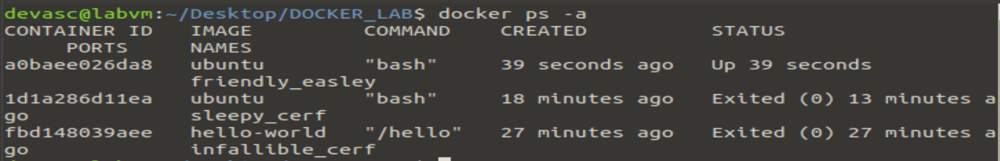 devasc@labvm:~/Desktop/DOCKER_LAB$ docker ps -a
CONTAINER ID   IMAGE         COMMAND    CREATED          STATUS
     PORTS     NAMES
a0baee026da8   ubuntu        "bash"     39 seconds ago   Up 39 seconds
               friendly_easley
1d1a286d11ea   ubuntu        "bash"     18 minutes ago   Exited (0) 13 minutes a
go             sleepy_cerf
fbd148039aee   hello-world   "/hello"   27 minutes ago   Exited (0) 27 minutes a
go             infallible_cerf